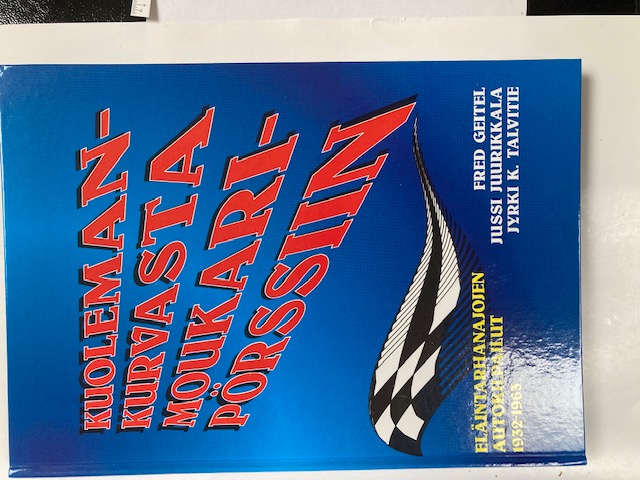 KUOLEMAN-
KURVASTA
MOUKARI-
PÖRSSIIN
ELÄINTARHANAJOJEN
AUTOKILPAILUT
1932-1963
FRED GEITEL
JUSSI JUURIKKALA
JYRKI K. TALVITIE